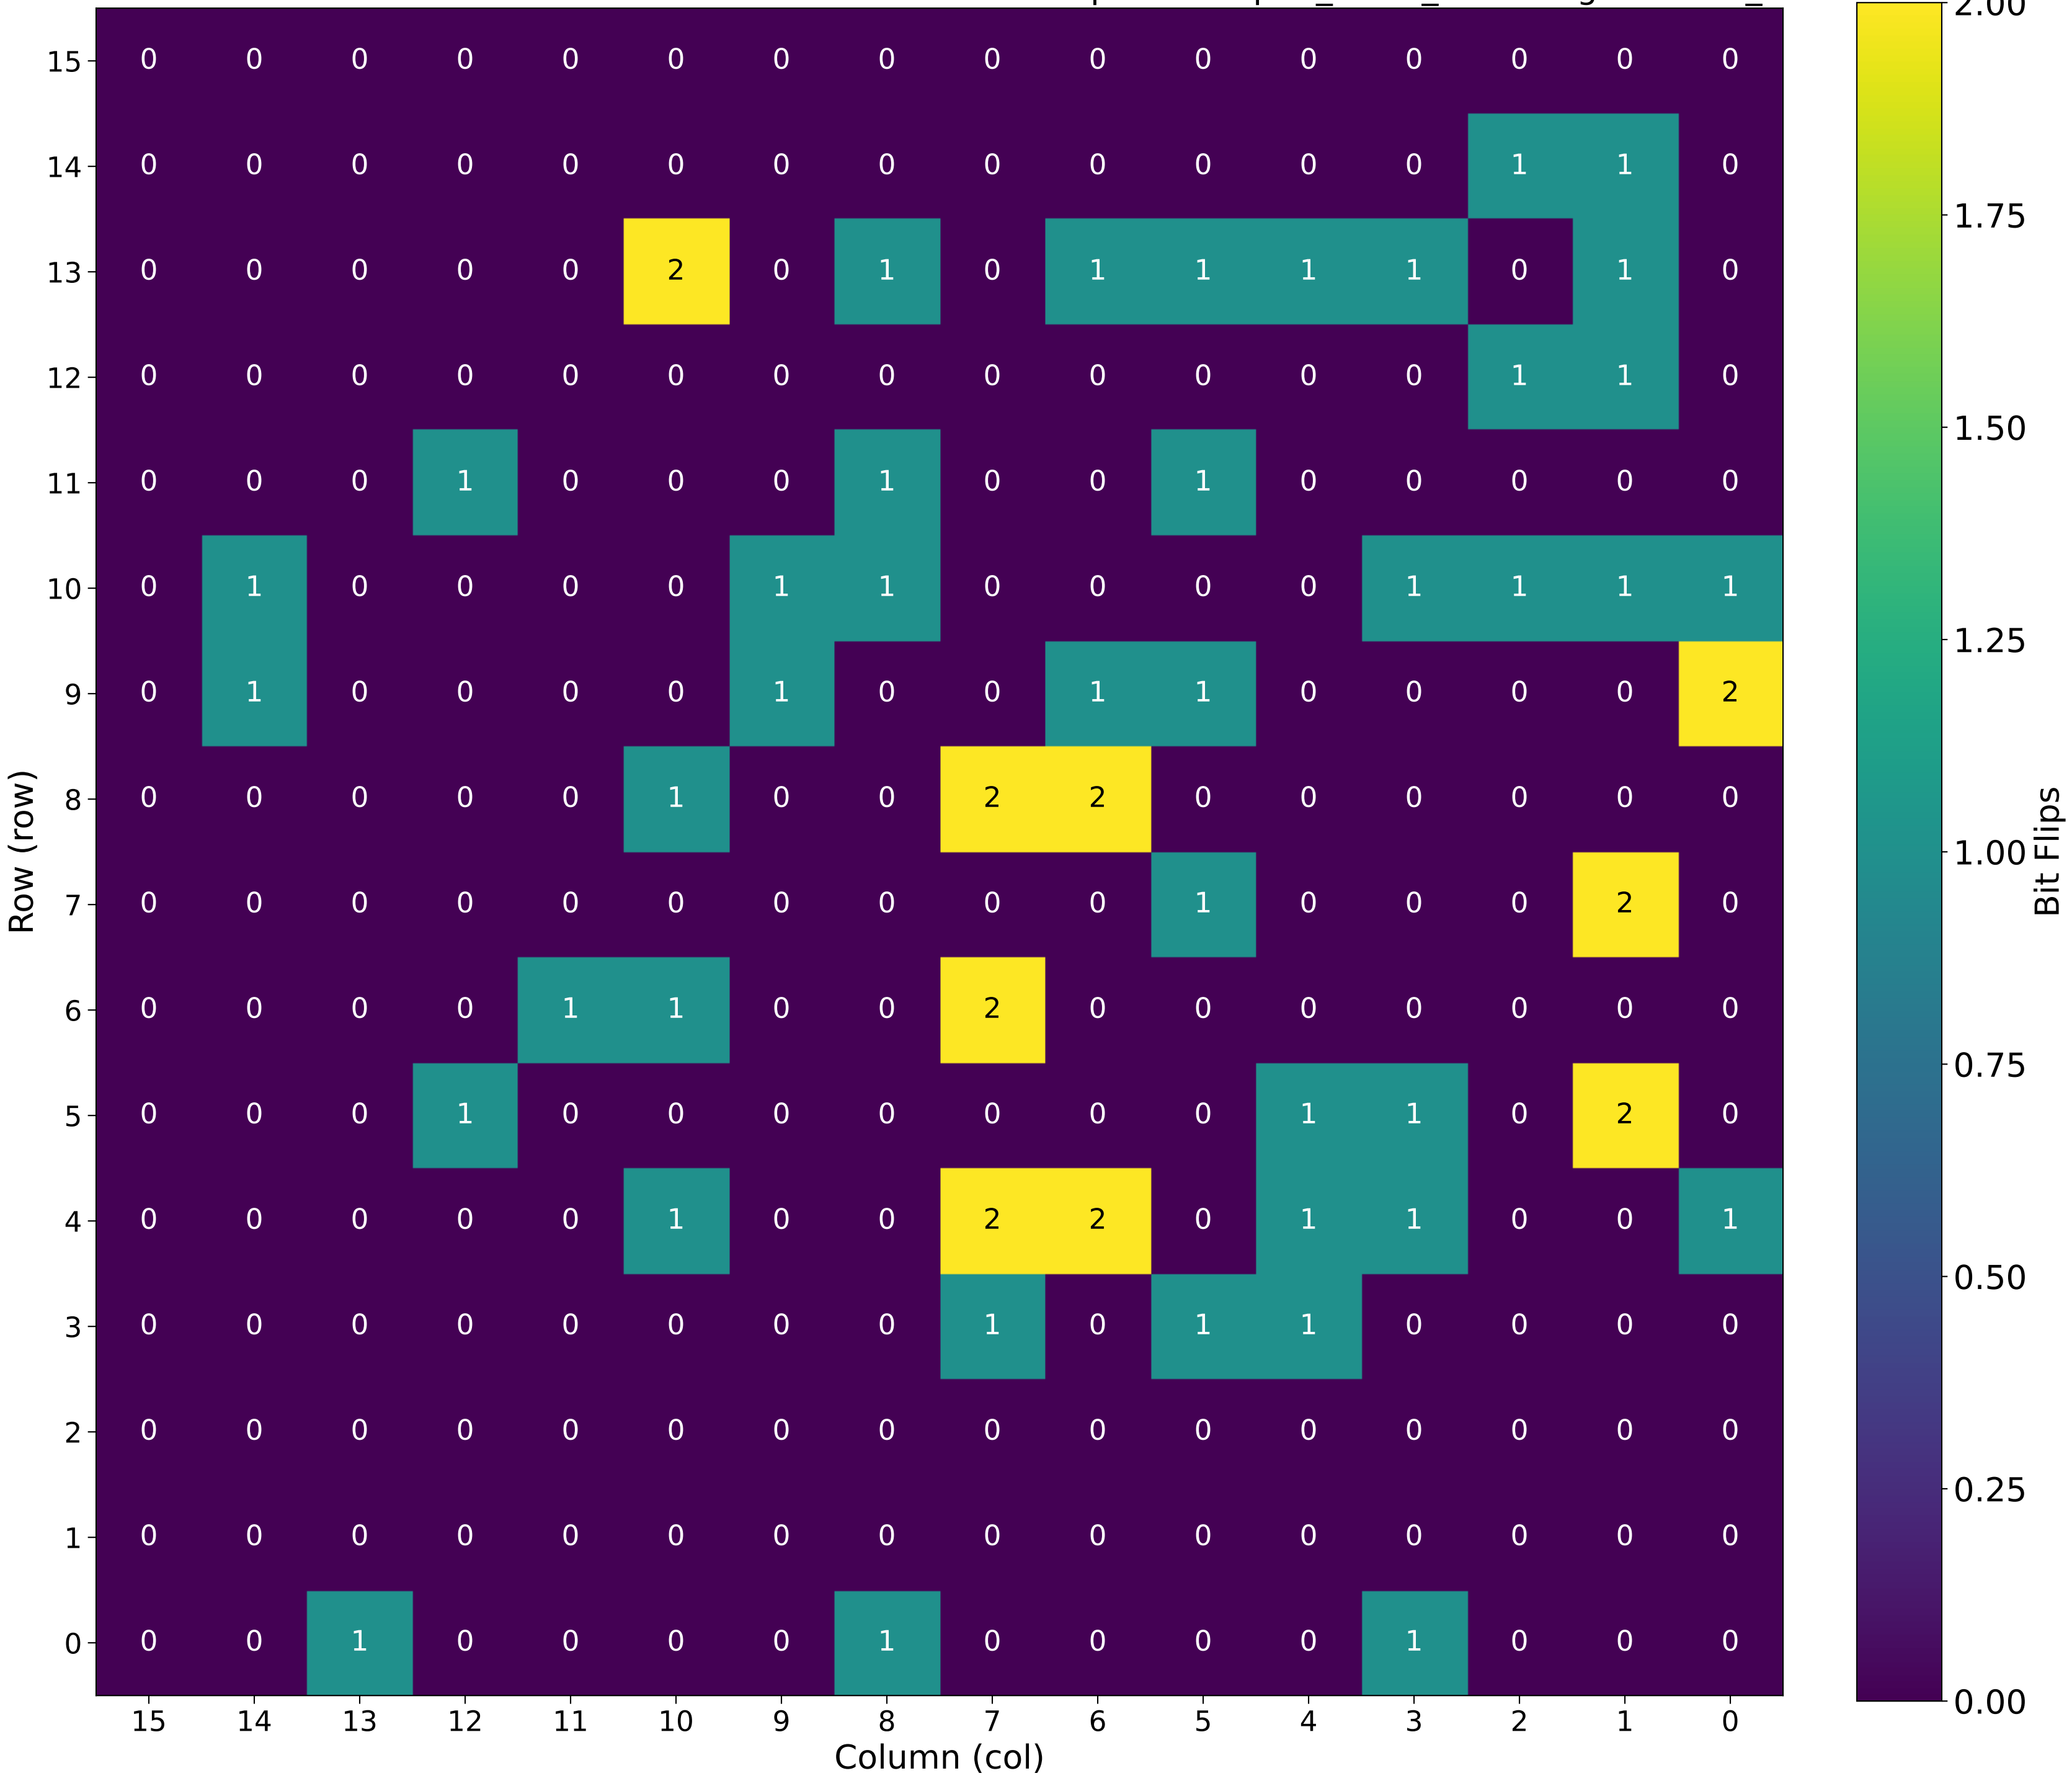 2.00
15 0 0 0 0 0 0 0 0 0 0 0 0 0 0 0 0
14 0 0 0 0 0 0 0 0 0 0 0 0 0 1 1 0
1.75
13 0 0 0 0 0 2 0 1 0 1 1 1 1 0 1 0
12 0 0 0 0 0 0 0 0 0 0 0 0 0 1 1 0
1.50
11 0 0 0 1 0 0 0 1 0 0 1 0 0 0 0 0
10 0 1 0 0 0 0 1 1 0 0 0 0 1 1 1 1
1.25
9 0 1 0 0 0 0 1 0 0 1 1 0 0 0 0 2
8 0 0 0 0 0 1 0 0 2 2 0 0 0 0 0 0
Row (row)
1.00
Bit Flips
7 0 0 0 0 0 0 0 0 0 0 1 0 0 0 2 0
6 0 0 0 0 1 1 0 0 2 0 0 0 0 0 0 0
0.75
5 0 0 0 1 0 0 0 0 0 0 0 1 1 0 2 0
4 0 0 0 0 0 1 0 0 2 2 0 1 1 0 0 1
0.50
3 0 0 0 0 0 0 0 0 1 0 1 1 0 0 0 0
2 0 0 0 0 0 0 0 0 0 0 0 0 0 0 0 0
0.25
1 0 0 0 0 0 0 0 0 0 0 0 0 0 0 0 0
0 0 0 1 0 0 0 0 1 0 0 0 0 1 0 0 0
0.00
15 14 13 12 11 10 9 8 7 6 5 4 3 2 1 0
Column (col)